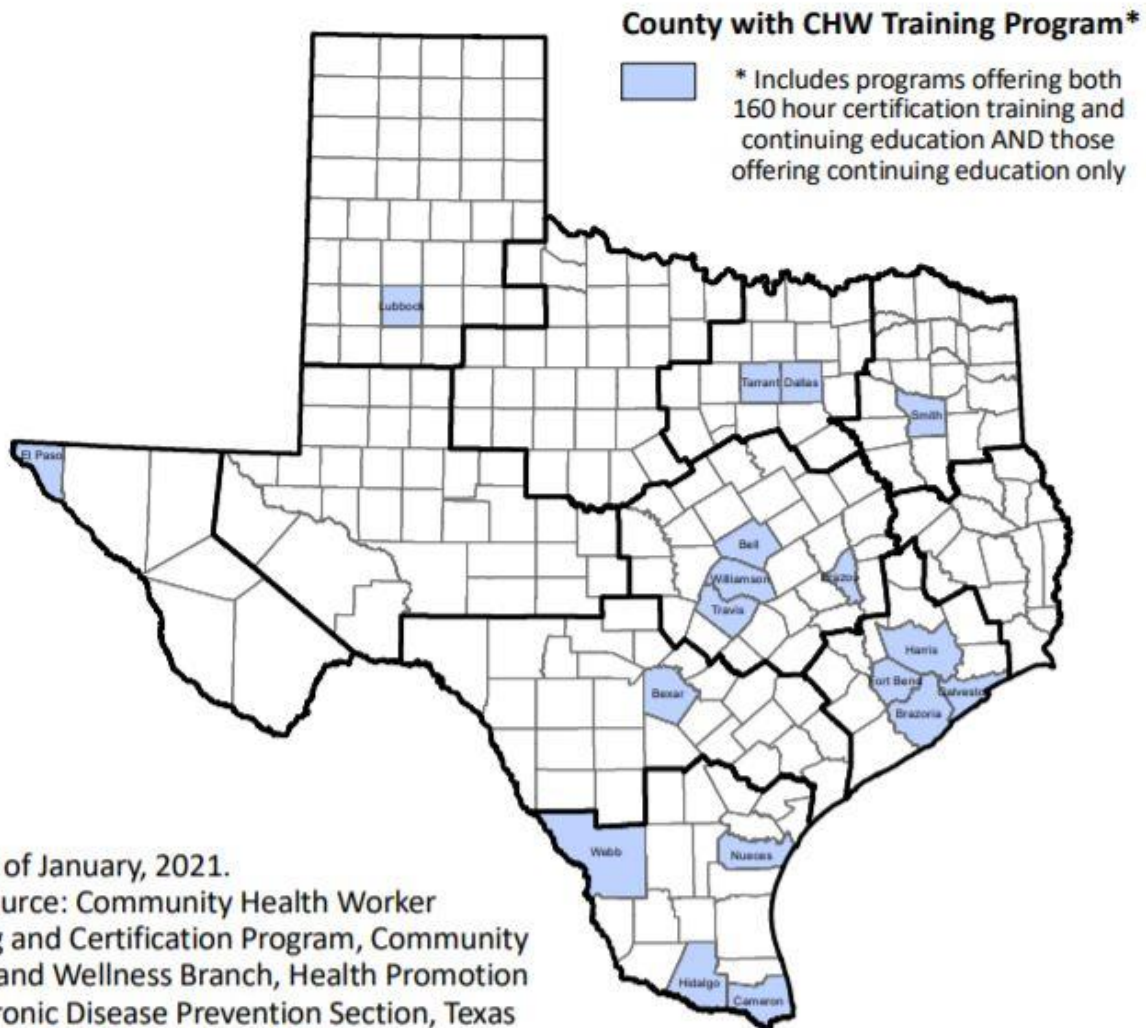 County with CHW Training Program*
* Includes programs offering both
160 hour certification training and
continuing education AND those
offering continuing education only
Lubbock
Tarrant Dallas
Smith
El Paso
Bell
Williamson
Brazos
Travis
Harris
Fort Bend
Galveston
Bexar
Brazoria
Webb
Nueces
Hidalgo
Cameron
of January, 2021.
urce: Community Health Worker
g and Certification Program, Community
and Wellness Branch, Health Promotion
ronic Disease Prevention Section, Texas